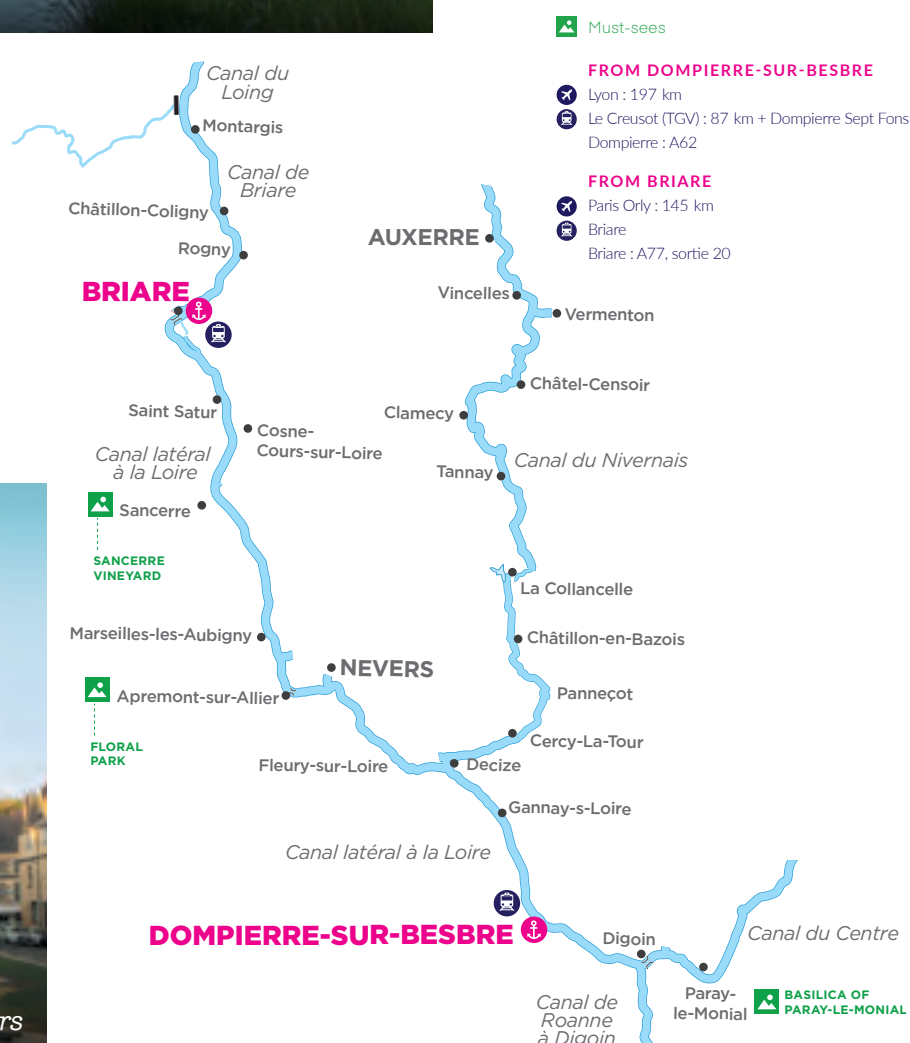 Must-sees
FROM DOMPIERRE-SUR-BESBRE
Lyon : 197 km
Le Creusot (TGV) : 87 km + Dompierre Sept Fons
Dompierre : A62
FROM BRIARE
Paris Orly : 145 km
Briare
Briare : A77, sortie 20
Canal du
Loing
Montargis
Canal de
Briare
Châtillon-Coligny
Rogny
BRIARE
AUXERRE
Vincelles
Vermenton
Châtel-Censoir
Clamecy
Saint Satur
Cosne-
Cours-sur-Loire
Canal latéral
à la Loire
Canal du Nivernais
Tannay
Sancerre
SANCERRE
VINEYARD
La Collancelle
Marseilles-les-Aubigny
Châtillon-en-Bazois
NEVERS
Apremont-sur-Allier
Panneçot
FLORAL
PARK
Cercy-La-Tour
Fleury-sur-Loire
Decize
Gannay-s-Loire
Canal latéral à la Loire
DOMPIERRE-SUR-BESBRE
Digoin
Canal du Centre
Paray-
le-Monial
BASILICA OF
PARAY-LE-MONIAL
Canal de
Roanne
à Digoin
rs